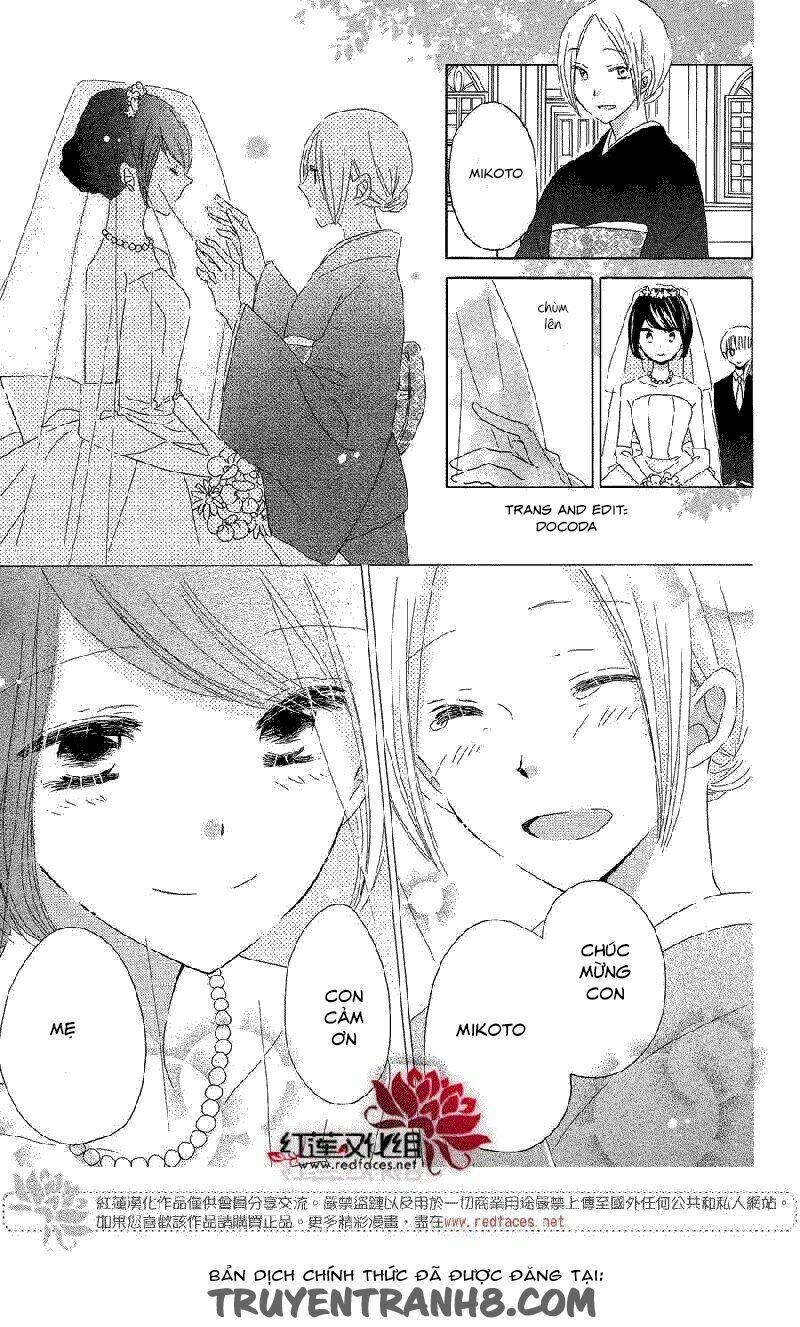 MIKOTO
chùm
lên
TRANS AND EDIT:
DOCODA
CHÚC
MỪNG
CON
MIKOTO
CON
CẢM
ƠN
MẸ
紅蓮汉化组
www.redfaces.net
紅蓮漢化作品僅供會員分享交流。嚴禁盜鏈以及用於一切商業用途嚴禁上傳至國外任何公共和私人網站。
如果您喜歡該作品請購買正品。更多精彩漫畫，盡在www.redfaces.net
BẢN DỊCH CHÍNH THỨC ĐÃ ĐƯỢC ĐĂNG TẠI:
TRUYENTRANH8.COM